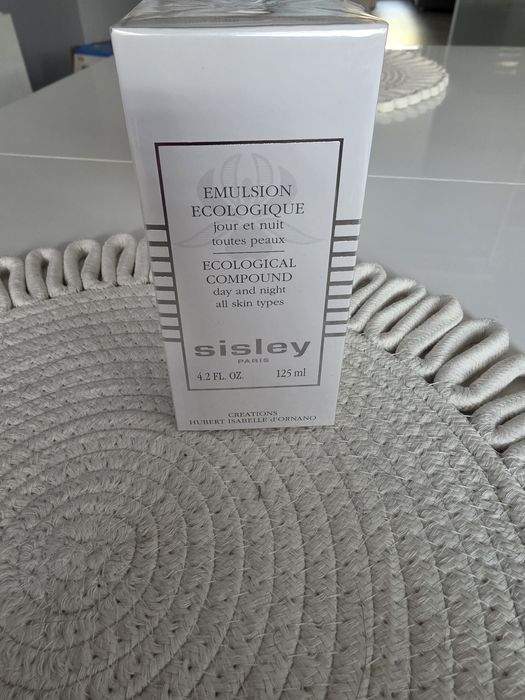 EMULSION
ECOLOGIQUE
jour et nuit
toutes peaux
ECOLOGICAL
COMPOUND
day and night
all skin types
sisley
PARIS
4.2 FL. OZ. 125 ml
CREATIONS
HUBERT ISABELLE d'ORNANO